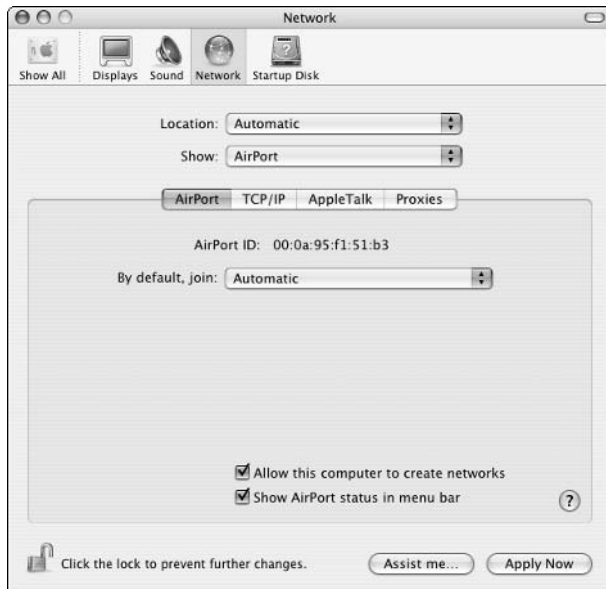 Network
Show All Displays Sound Network Startup Disk
Location: Automatic
Show: AirPort
AirPort TCP/IP AppleTalk Proxies
AirPort ID: 00:0a:95:f1:51:b3
By default, join: Automatic
Allow this computer to create networks
Show AirPort status in menu bar
?
Click the lock to prevent further changes. Assist me... Apply Now